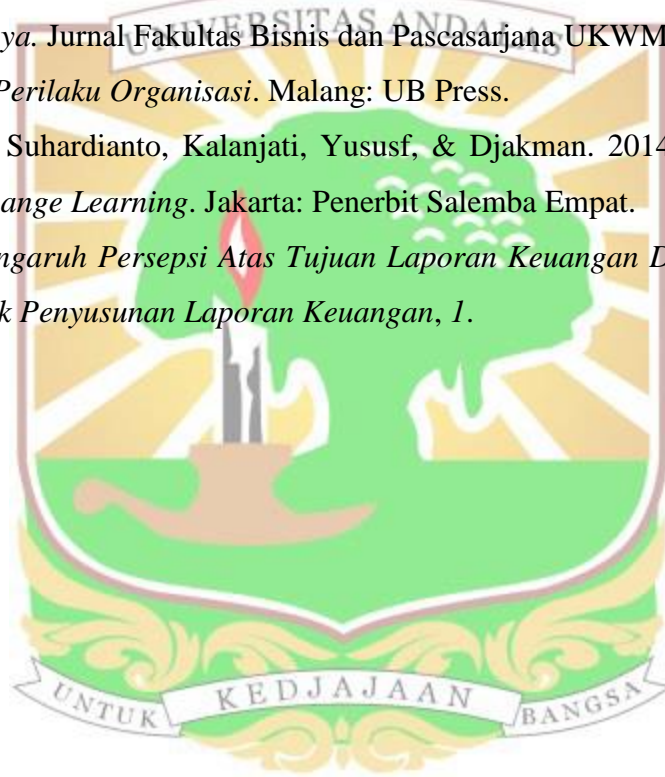 UNIVERSITAS ANDALAS
ya. Jurnal Fakultas Bisnis dan Pascasarjana UKWM
Perilaku Organisasi. Malang: UB Press.
Suhardianto, Kalanjati, Yususf, & Djakman. 2014
ange Learning. Jakarta: Penerbit Salemba Empat.
ngaruh Persepsi Atas Tujuan Laporan Keuangan D
k Penyusunan Laporan Keuangan, 1.
UNTUK KEDJAJAAN BANGSA